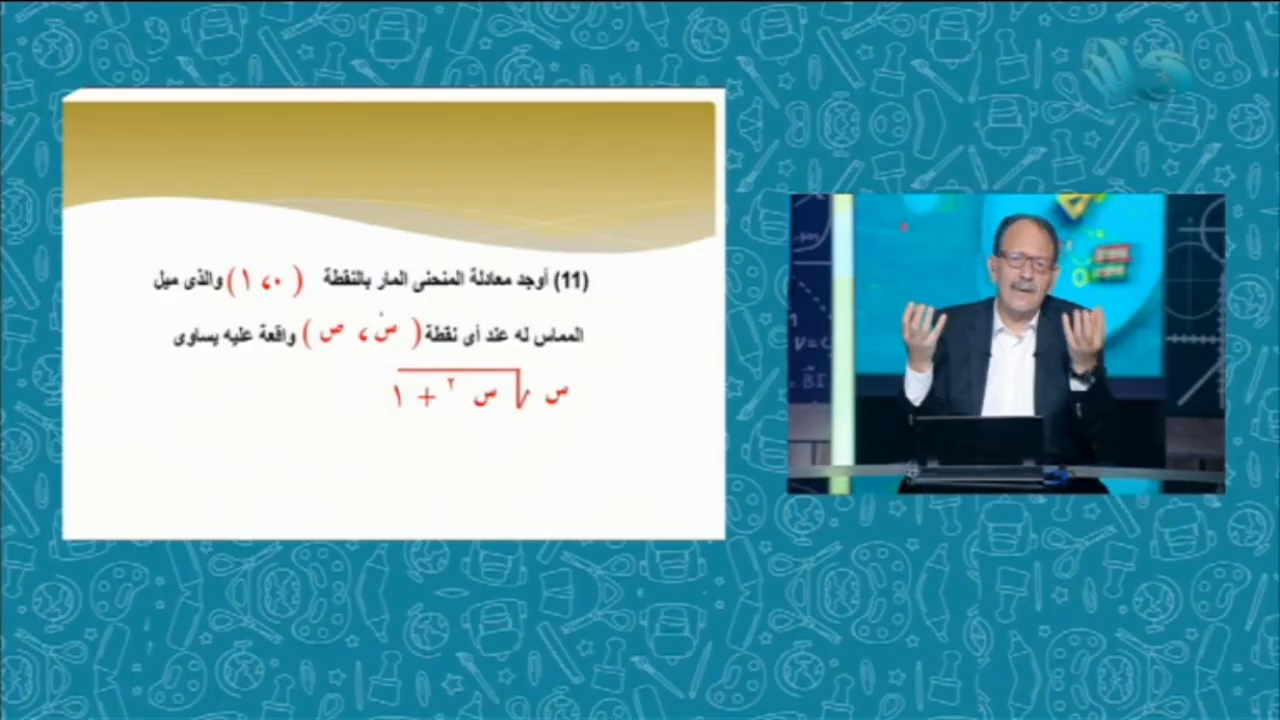 (11) أوجد معادلة المنحنى المار بالنقطة ( ٠ ، ١ ) والذى ميل
المماس له عند أى نقطة ( س ، ص ) واقعة عليه يساوى
س √ س ٢ + ١